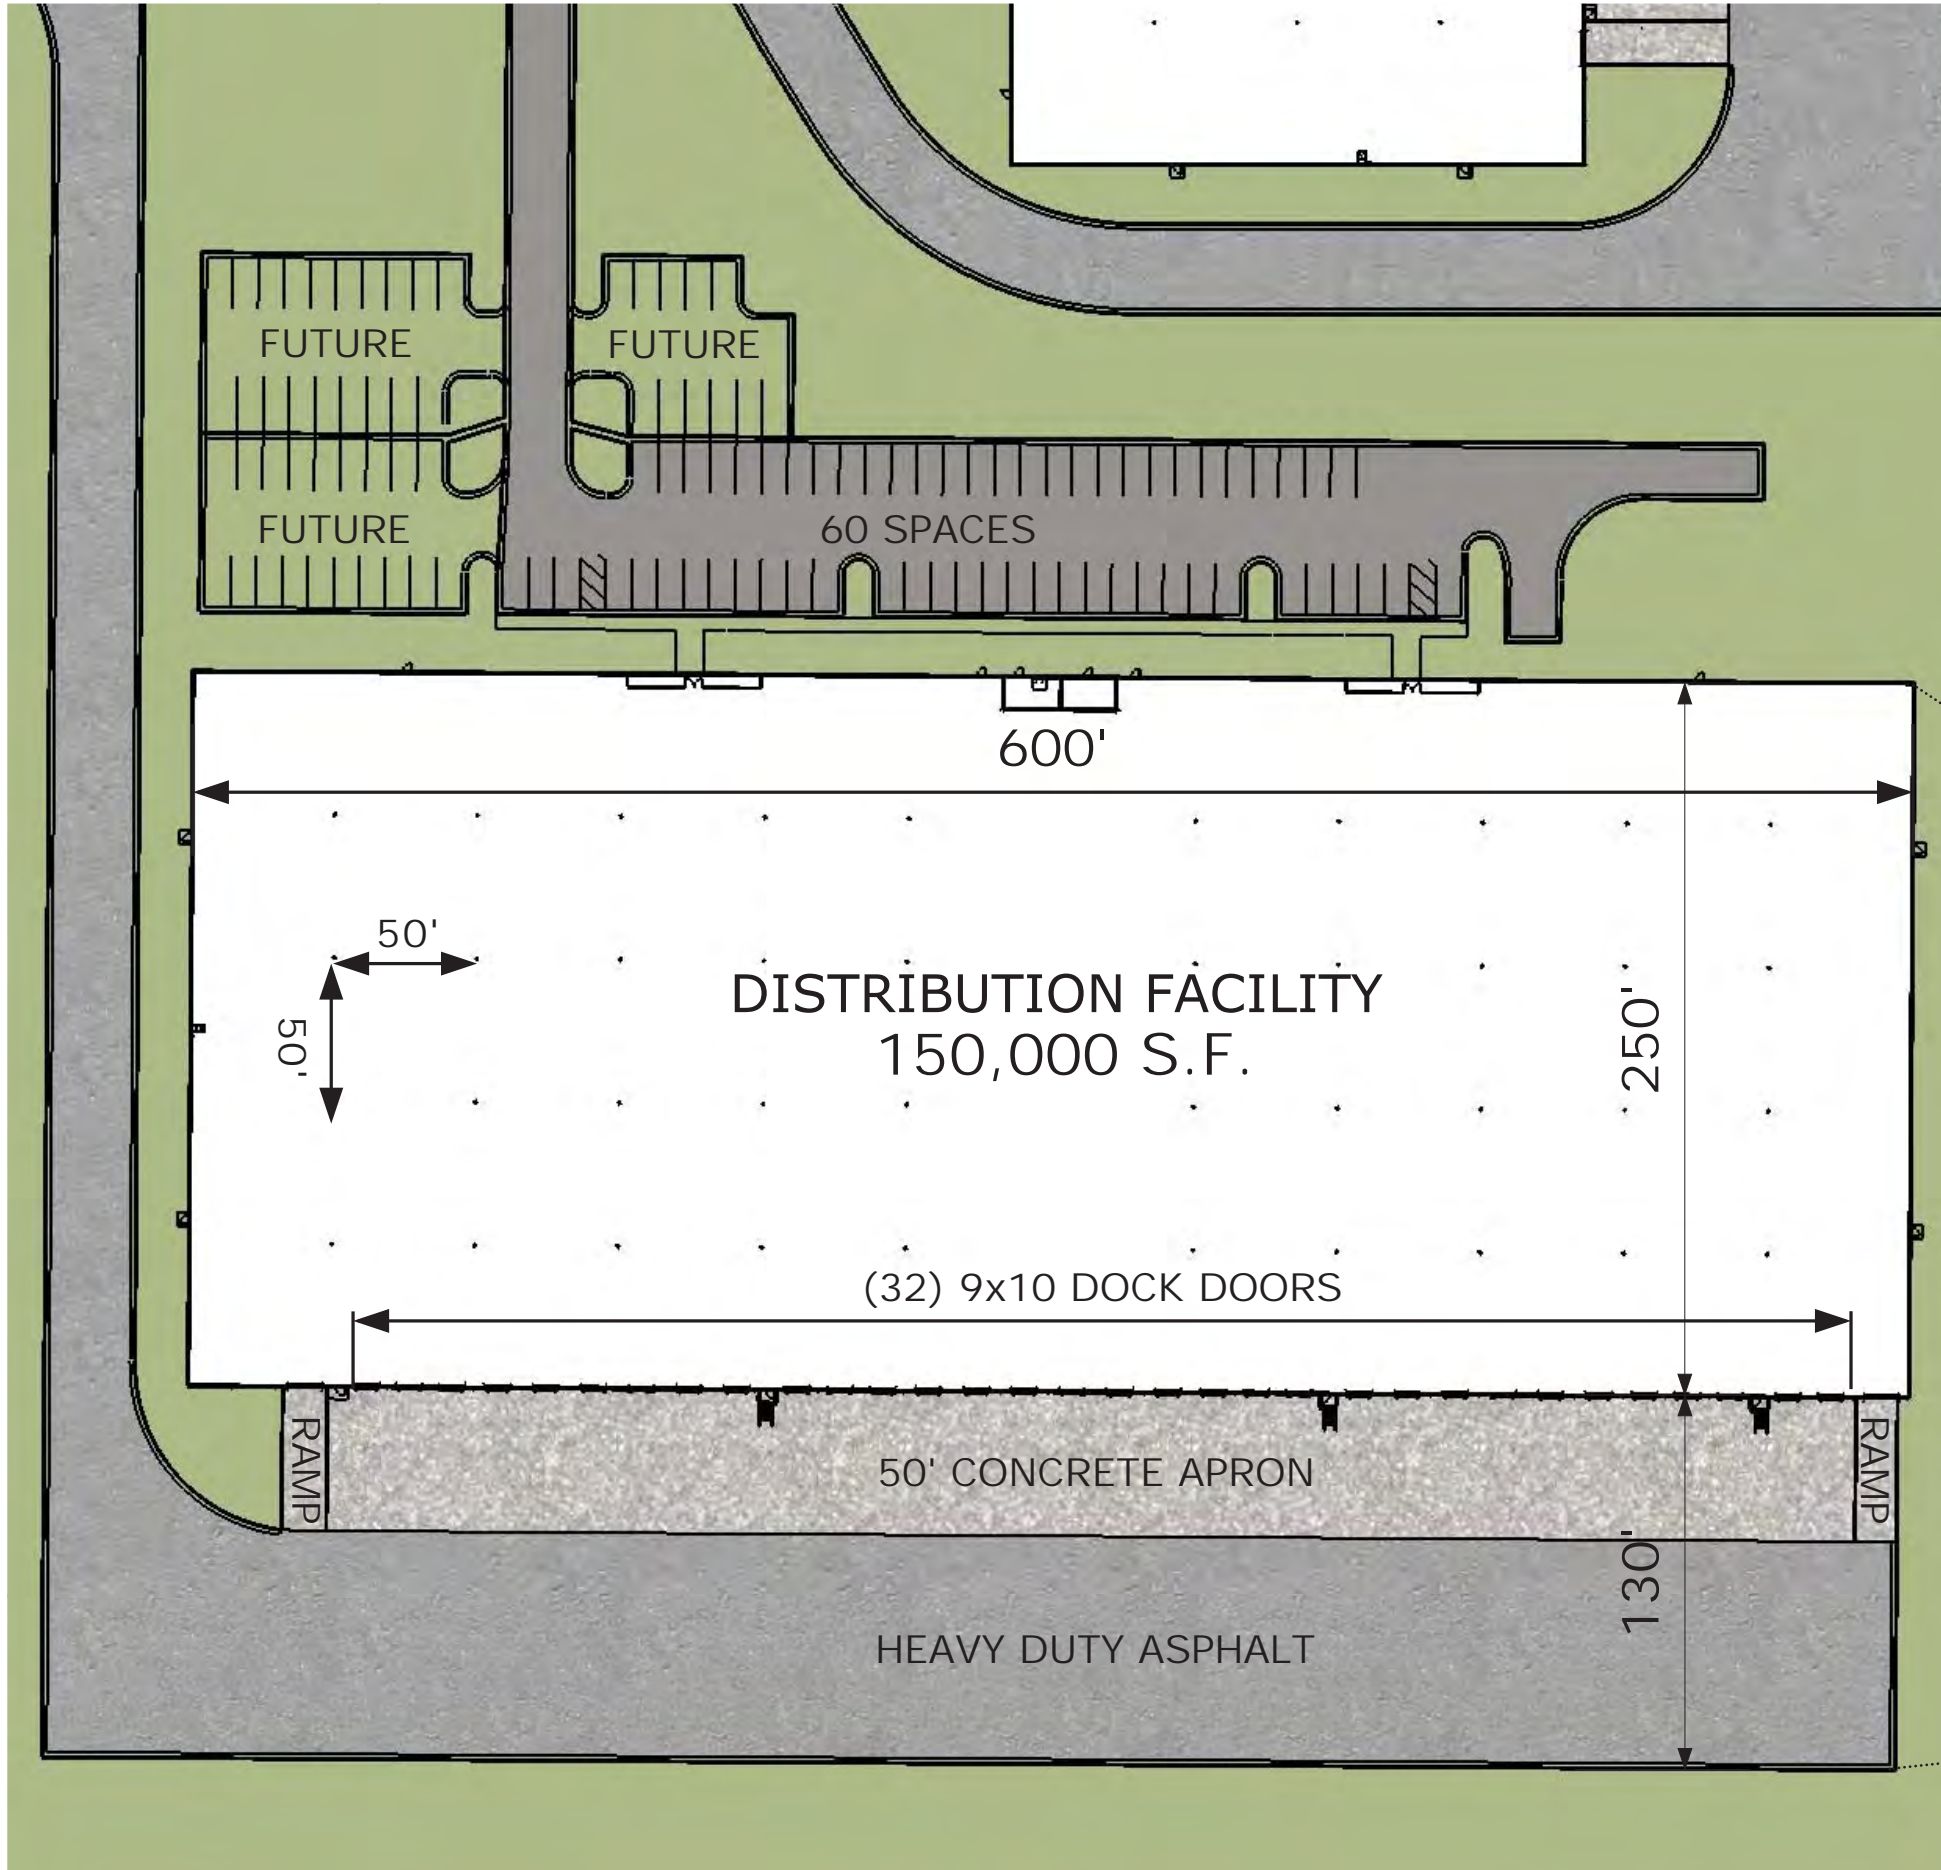 FUTURE
FUTURE
FUTURE
60 SPACES
600'
50'
50'
DISTRIBUTION FACILITY
150,000 S.F.
250'
(32) 9x10 DOCK DOORS
RAMP
50' CONCRETE APRON
RAMP
130'
HEAVY DUTY ASPHALT